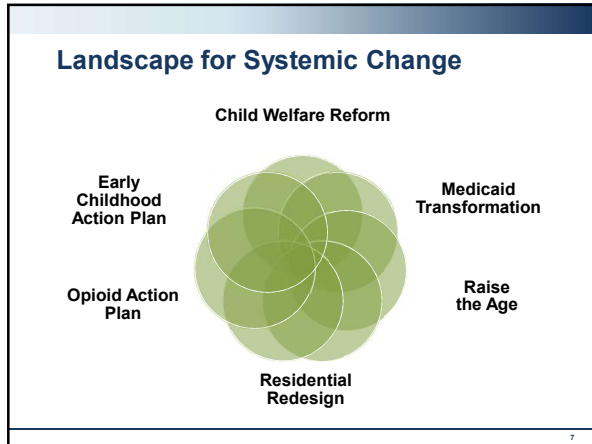 Landscape for Systemic Change
Child Welfare Reform
Early
Childhood
Action Plan
Medicaid
Transformation
Opioid Action
Plan
Raise
the Age
Residential
Redesign
7